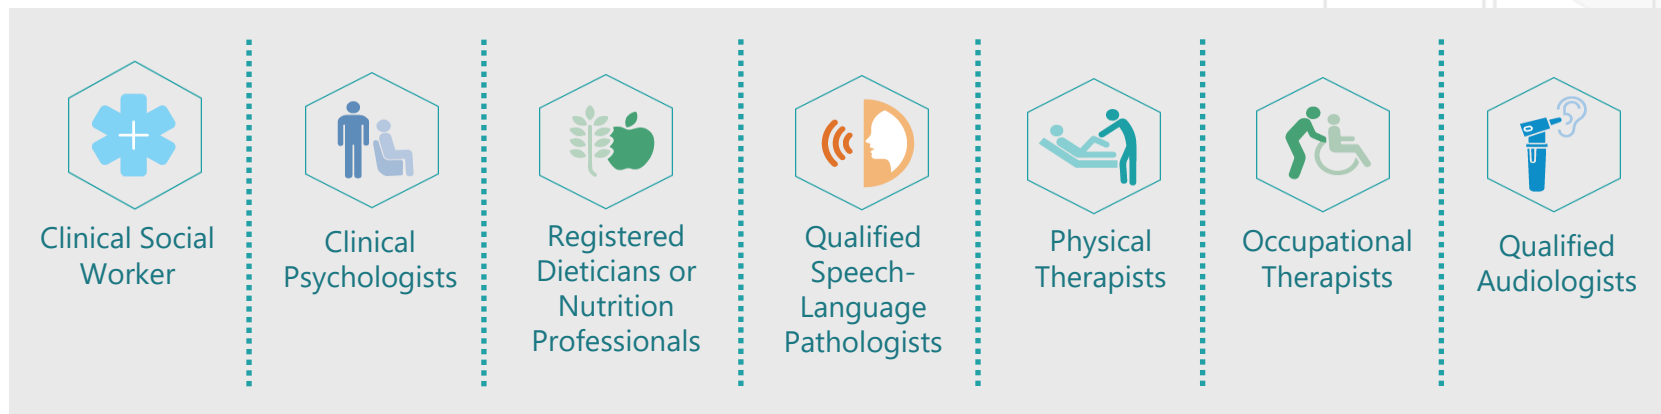 Clinical Social
Worker
Clinical
Psychologists
Registered
Dieticians or
Nutrition
Professionals
Qualified
Speech-
Language
Pathologists
Physical
Therapists
Occupational
Therapists
Qualified
Audiologists